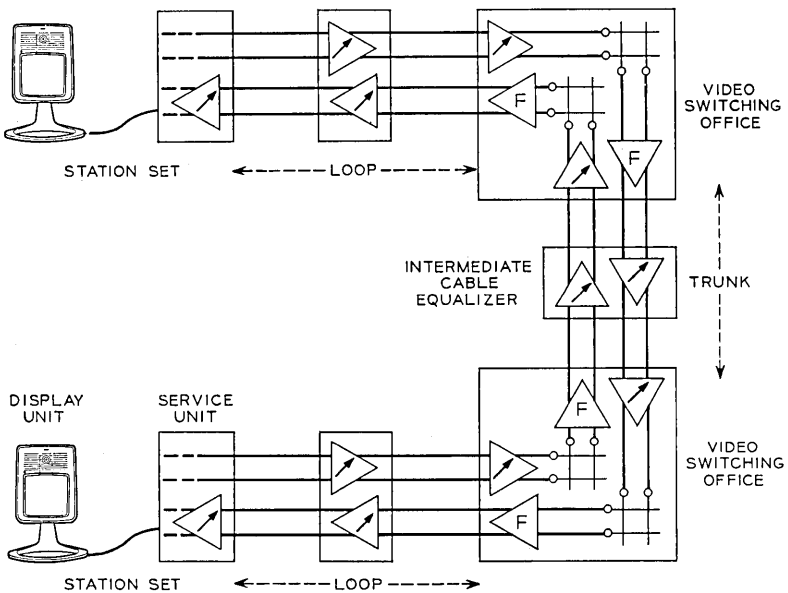 F
VIDEO
SWITCHING
OFFICE
F
STATION SET
LOOP
INTERMEDIATE
CABLE
EQUALIZER
TRUNK
DISPLAY
UNIT
SERVICE
UNIT
F
VIDEO
SWITCHING
OFFICE
F
STATION SET
LOOP